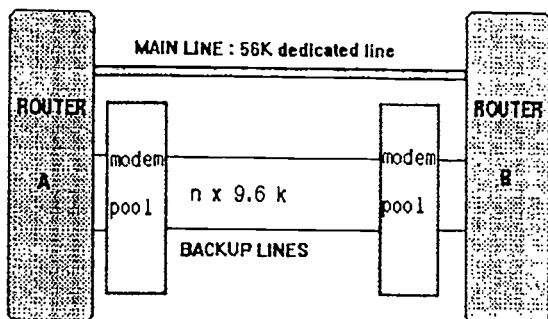 MAIN LINE : 56K dedicated line
ROUTER
ROUTER
modem
modem
A
n x 9.6 k
B
pool
pool
BACKUP LINES